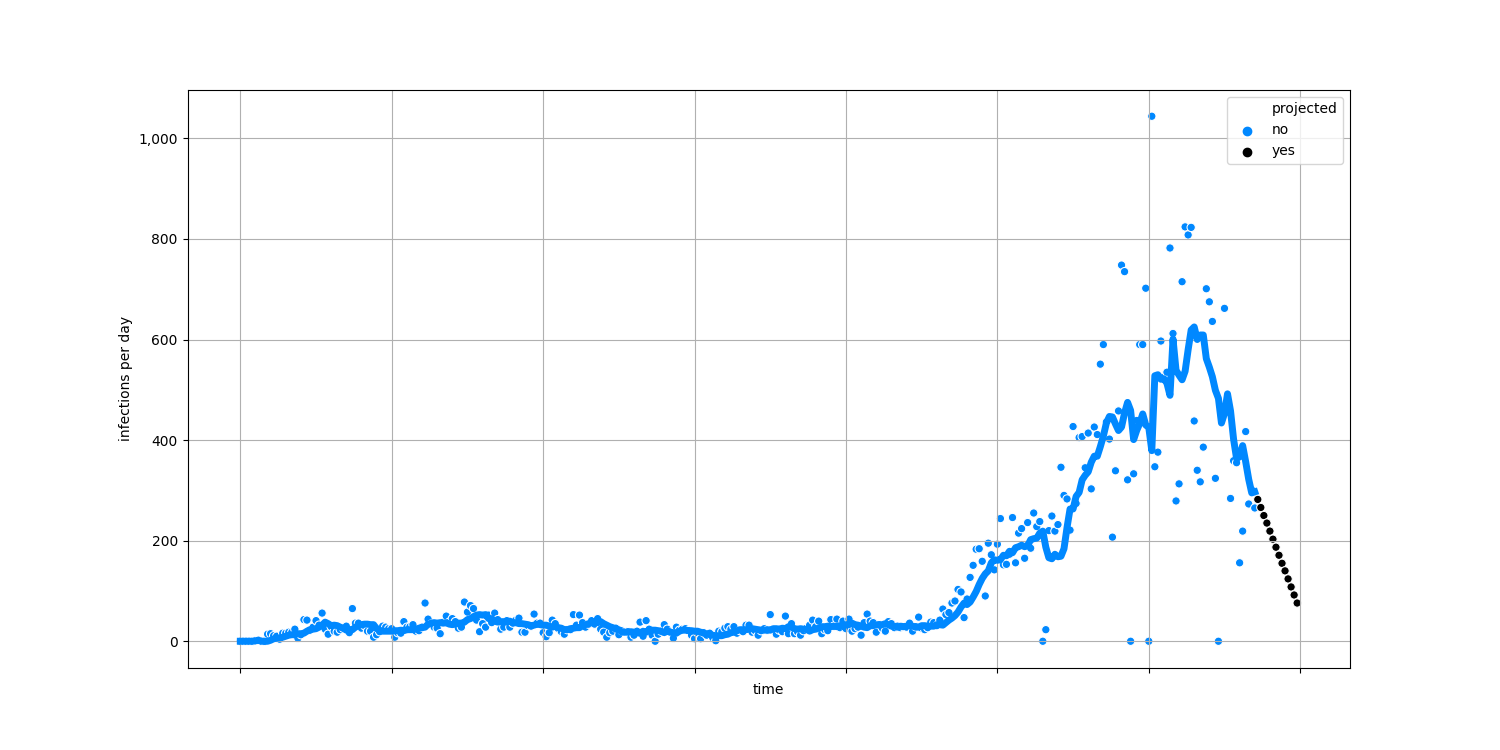 projected
no
yes
1,000
800
600
400
200
0
infections per day
time